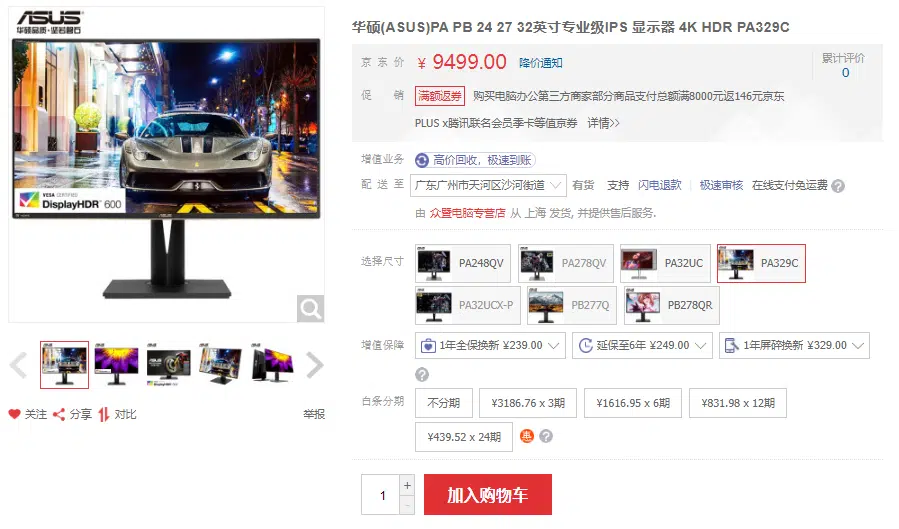 ASUS
华硕品质·坚若磐石
VESA CERTIFIED
DisplayHDR™ 600
ASUS
关注 分享 对比 举报
华硕(ASUS)PA PB 24 27 32英寸专业级IPS 显示器 4K HDR PA329C
京东价 ¥ 9499.00 降价通知
累计评价
0
促销 满额返券 购买电脑办公第三方商家部分商品支付总额满8000元返146元京东
PLUS x腾讯联名会员季卡等值京券 详情>>
增值业务 高价回收，极速到账
配送至 广东广州市天河区沙河街道 有货 支持 闪电退款 | 极速审核 在线支付免运费 ?
由 众暨电脑专营店 从 上海 发货, 并提供售后服务.
选择尺寸 PA248QV PA278QV PA32UC PA329C
PA32UCX-P PB277Q PB278QR
增值保障 1年全保换新 ¥239.00 延保至6年 ¥249.00 1年屏碎换新 ¥329.00
?
白条分期 不分期 ¥3186.76 x 3期 ¥1616.95 x 6期 ¥831.98 x 12期
¥439.52 x 24期 惠 ?
1 + -
加入购物车